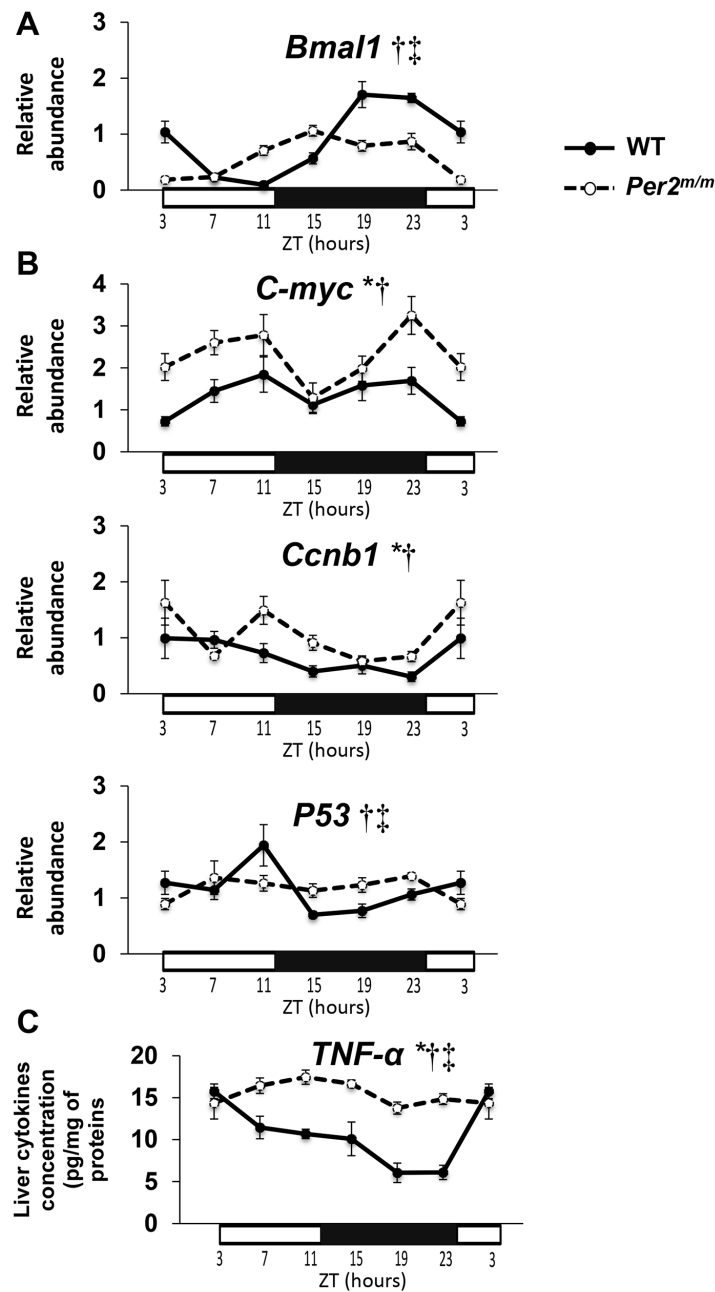 A
Bmal1 †‡
Relative abundance
3
2
1
0
3 7 11 15 19 23 3
ZT (hours)
WT
Per2m/m
B
C-myc *†
Relative abundance
4
3
2
1
0
3 7 11 15 19 23 3
ZT (hours)
Ccnb1 *†
Relative abundance
3
2
1
0
3 7 11 15 19 23 3
ZT (hours)
P53 †‡
Relative abundance
3
2
1
0
3 7 11 15 19 23 3
ZT (hours)
C
TNF-α *†‡
Liver cytokines
concentration
(pg/mg of
proteins
20
15
10
5
0
3 7 11 15 19 23 3
ZT (hours)